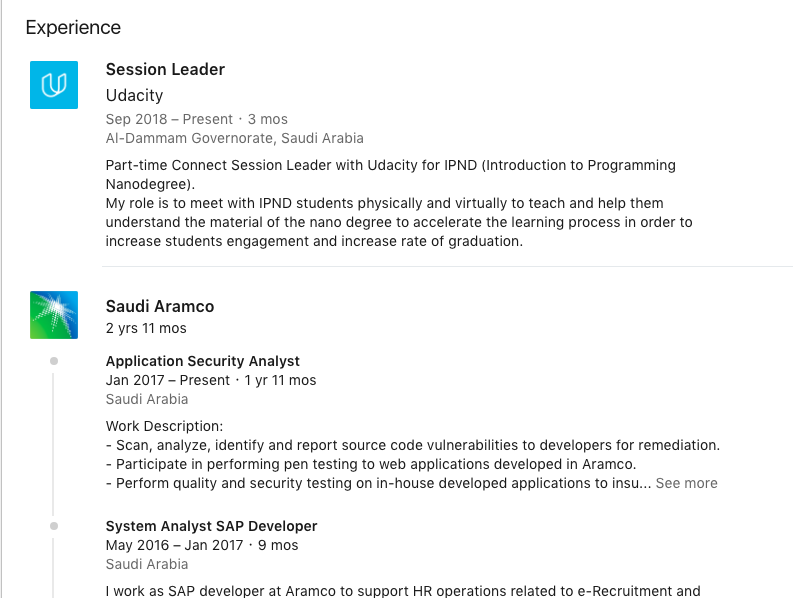 Experience
Session Leader
Udacity
Sep 2018 – Present · 3 mos
Al-Dammam Governorate, Saudi Arabia
Part-time Connect Session Leader with Udacity for IPND (Introduction to Programming
Nanodegree).
My role is to meet with IPND students physically and virtually to teach and help them
understand the material of the nano degree to accelerate the learning process in order to
increase students engagement and increase rate of graduation.
Saudi Aramco
2 yrs 11 mos
Application Security Analyst
Jan 2017 – Present · 1 yr 11 mos
Saudi Arabia
Work Description:
- Scan, analyze, identify and report source code vulnerabilities to developers for remediation.
- Participate in performing pen testing to web applications developed in Aramco.
- Perform quality and security testing on in-house developed applications to insu... See more
System Analyst SAP Developer
May 2016 – Jan 2017 · 9 mos
Saudi Arabia
I work as SAP developer at Aramco to support HR operations related to e-Recruitment and